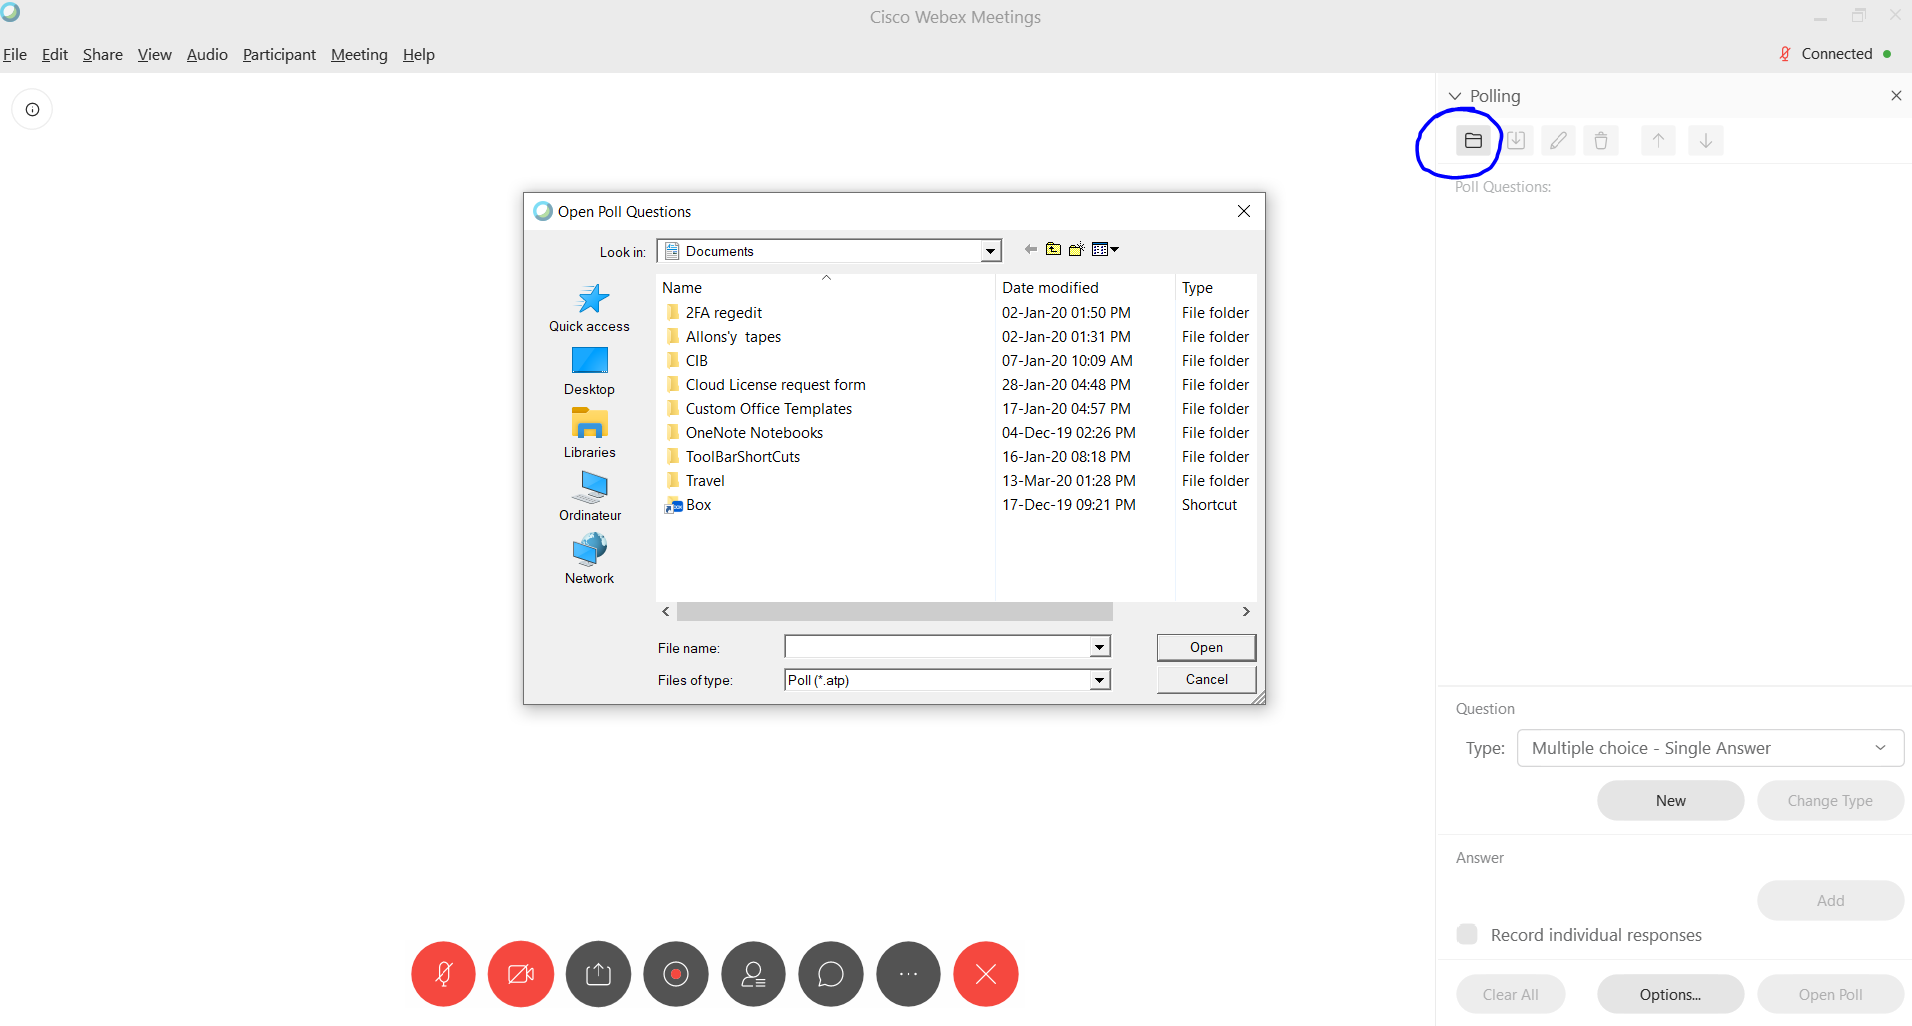 Cisco Webex Meetings
File Edit Share View Audio Participant Meeting Help
Connected
Polling
Poll Questions:
Open Poll Questions
Look in: Documents
Quick access
Desktop
Libraries
Ordinateur
Network
Name Date modified Type
2FA regedit 02-Jan-20 01:50 PM File folder
Allons'y  tapes 02-Jan-20 01:31 PM File folder
CIB 07-Jan-20 10:09 AM File folder
Cloud License request form 28-Jan-20 04:48 PM File folder
Custom Office Templates 17-Jan-20 04:57 PM File folder
OneNote Notebooks 04-Dec-19 02:26 PM File folder
ToolBarShortCuts 16-Jan-20 08:18 PM File folder
Travel 13-Mar-20 01:28 PM File folder
Box 17-Dec-19 09:21 PM Shortcut
File name: Open
Files of type: Poll (*.atp) Cancel
Question
Type: Multiple choice - Single Answer
New Change Type
Answer
Add
Record individual responses
Clear All Options... Open Poll